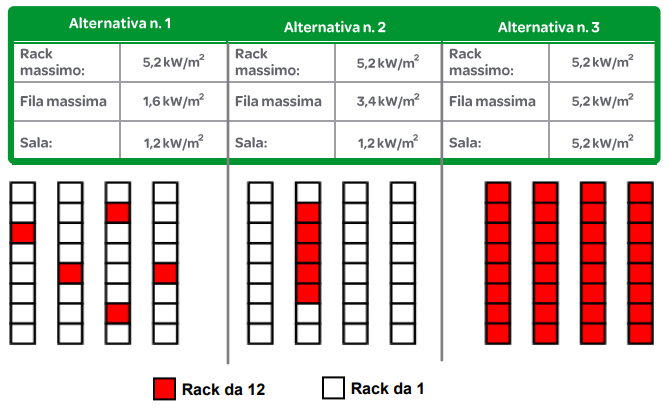 Alternativa n. 1
Alternativa n. 2
Alternativa n. 3
Rack massimo:
5,2 kW/m²
Rack massimo:
5,2 kW/m²
Rack massimo:
5,2 kW/m²
Fila massima
1,6 kW/m²
Fila massima
3,4 kW/m²
Fila massima
5,2 kW/m²
Sala:
1,2 kW/m²
Sala:
1,2 kW/m²
Sala:
5,2 kW/m²
Rack da 12
Rack da 1